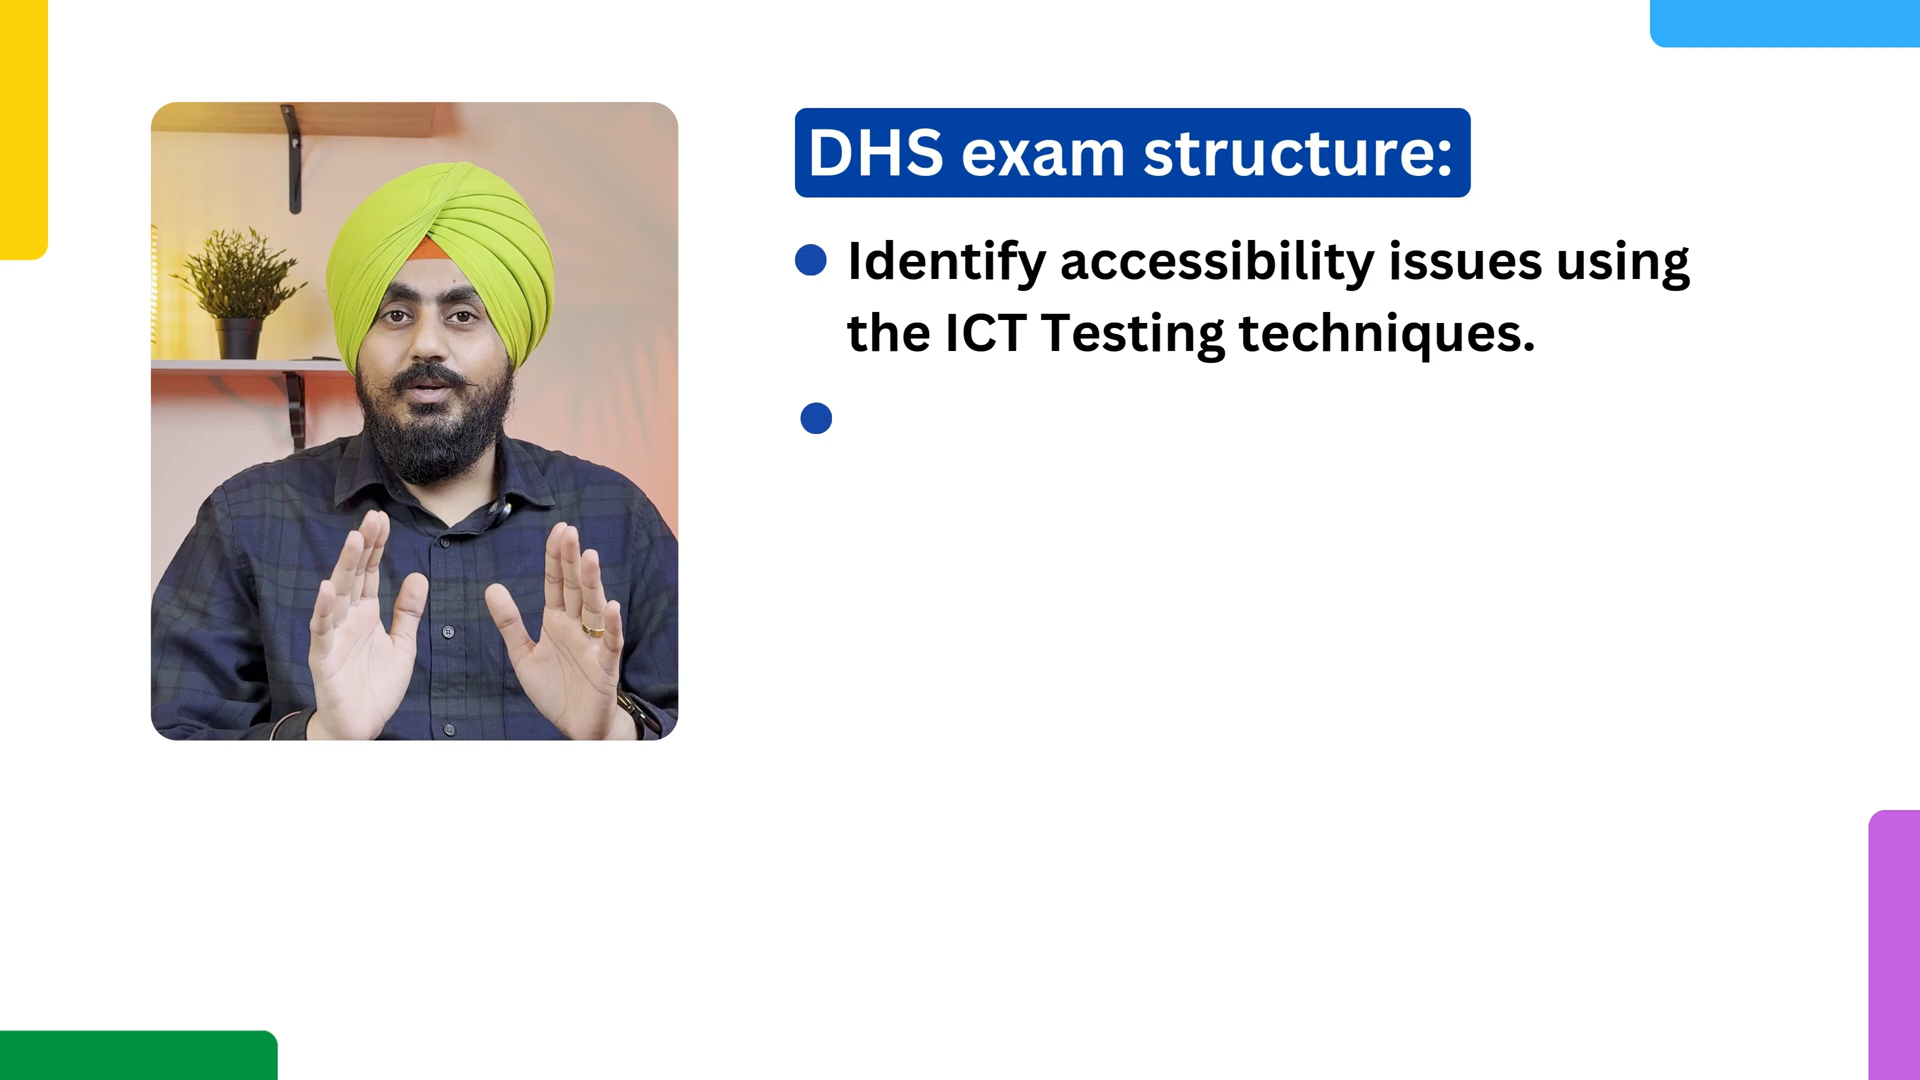 DHS exam structure:
Identify accessibility issues using
the ICT Testing techniques.